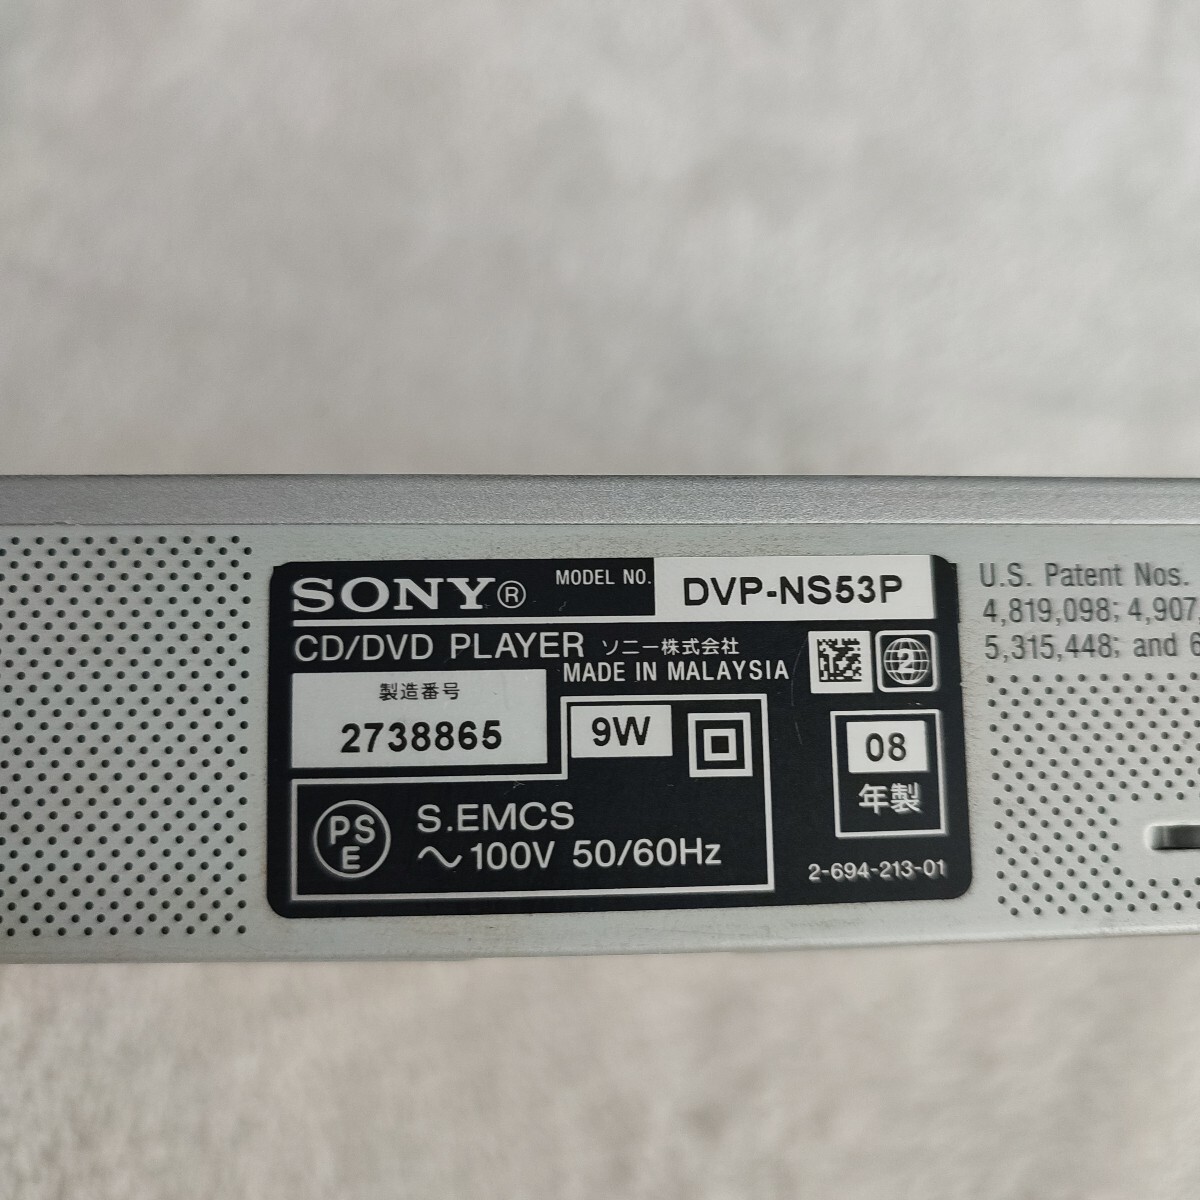 SONY® MODEL NO. DVP-NS53P
CD/DVD PLAYER ソニー株式会社
MADE IN MALAYSIA
2
製造番号
2738865
9W
08
年製
PS
E
S.EMCS
～100V 50/60Hz
2-694-213-01
U.S. Patent Nos.
4,819,098; 4,907
5,315,448; and 6